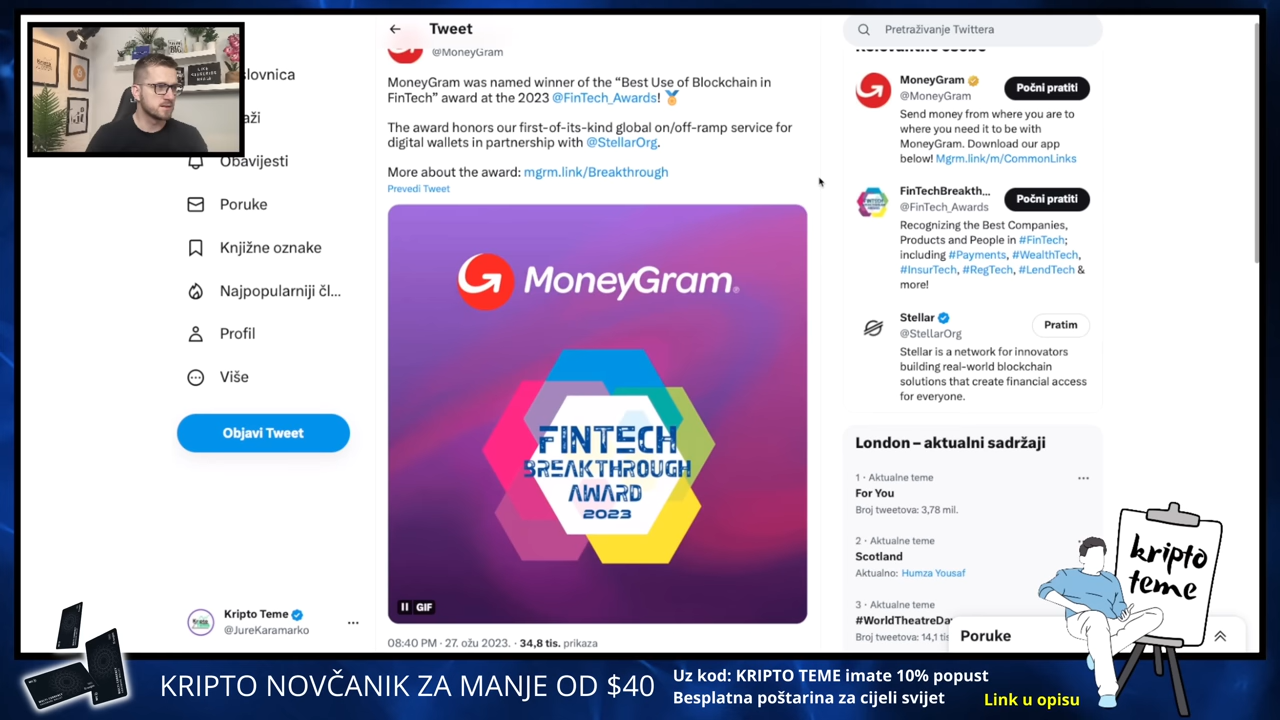 Tweet
@MoneyGram
MoneyGram was named winner of the “Best Use of Blockchain in
FinTech” award at the 2023 @FinTech_Awards! 🏅
The award honors our first-of-its-kind global on/off-ramp service for
digital wallets in partnership with @StellarOrg.
More about the award: mgrm.link/Breakthrough
Prevedi Tweet
MoneyGram
FINTECH
BREAKTHROUGH
AWARD
2023
GIF
08:40 PM · 27. ožu 2023. · 34,8 tis. prikaza
Obavijesti
Poruke
Knjižne oznake
Najpopularniji čl...
Profil
Više
Objavi Tweet
Kripto Teme
@JureKaramarko
Pretraživanje Twittera
Relevantne osobe
MoneyGram
@MoneyGram
Počni pratiti
Send money from where you are to
where you need it to be with
MoneyGram. Download our app
below! Mgrm.link/m/CommonLinks
FinTechBreakth...
@FinTech_Awards
Počni pratiti
Recognizing the Best Companies,
Products and People in #FinTech;
including #Payments, #WealthTech,
#InsurTech, #RegTech, #LendTech &
more!
Stellar
@StellarOrg
Pratim
Stellar is a network for innovators
building real-world blockchain
solutions that create financial access
for everyone.
London – aktualni sadržaji
1 · Aktualne teme
For You
Broj tweetova: 3,78 mil.
2 · Aktualne teme
Scotland
Aktualno: Humza Yousaf
3 · Aktualne teme
#WorldTheatreDay
Broj tweetova: 14,1 tis
Poruke
kripto
teme
KRIPTO NOVČANIK ZA MANJE OD $40
Uz kod: KRIPTO TEME imate 10% popust
Besplatna poštarina za cijeli svijet
Link u opisu